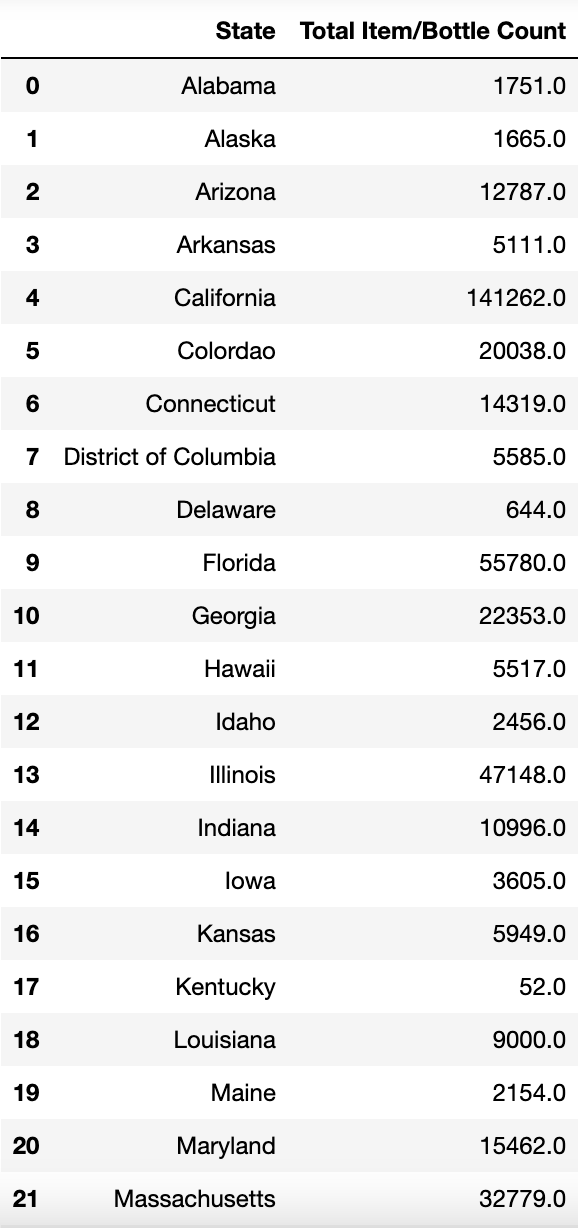 State Total Item/Bottle Count
0 Alabama 1751.0
1 Alaska 1665.0
2 Arizona 12787.0
3 Arkansas 5111.0
4 California 141262.0
5 Colordao 20038.0
6 Connecticut 14319.0
7 District of Columbia 5585.0
8 Delaware 644.0
9 Florida 55780.0
10 Georgia 22353.0
11 Hawaii 5517.0
12 Idaho 2456.0
13 Illinois 47148.0
14 Indiana 10996.0
15 Iowa 3605.0
16 Kansas 5949.0
17 Kentucky 52.0
18 Louisiana 9000.0
19 Maine 2154.0
20 Maryland 15462.0
21 Massachusetts 32779.0